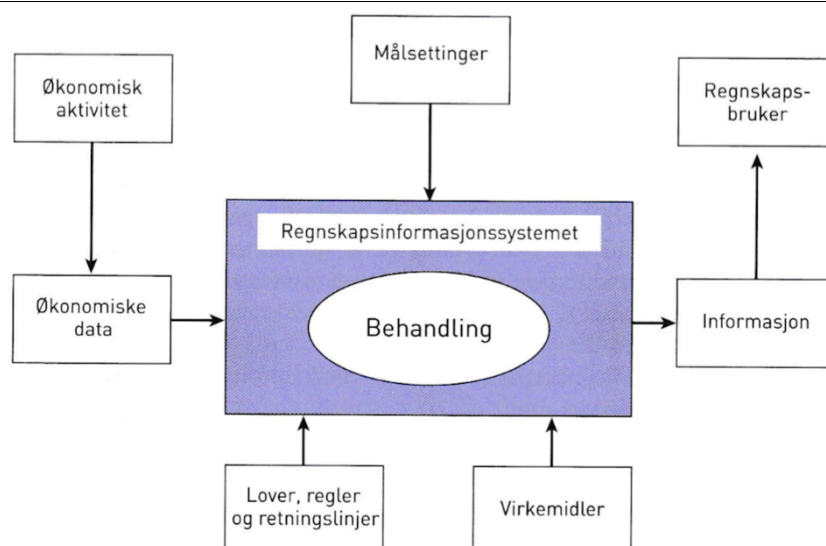 Målsettinger
Økonomisk
aktivitet
Regnskaps-
bruker
Regnskapsinformasjonssystemet
Økonomiske
data
Behandling
Informasjon
Lover, regler
og retningslinjer
Virkemidler